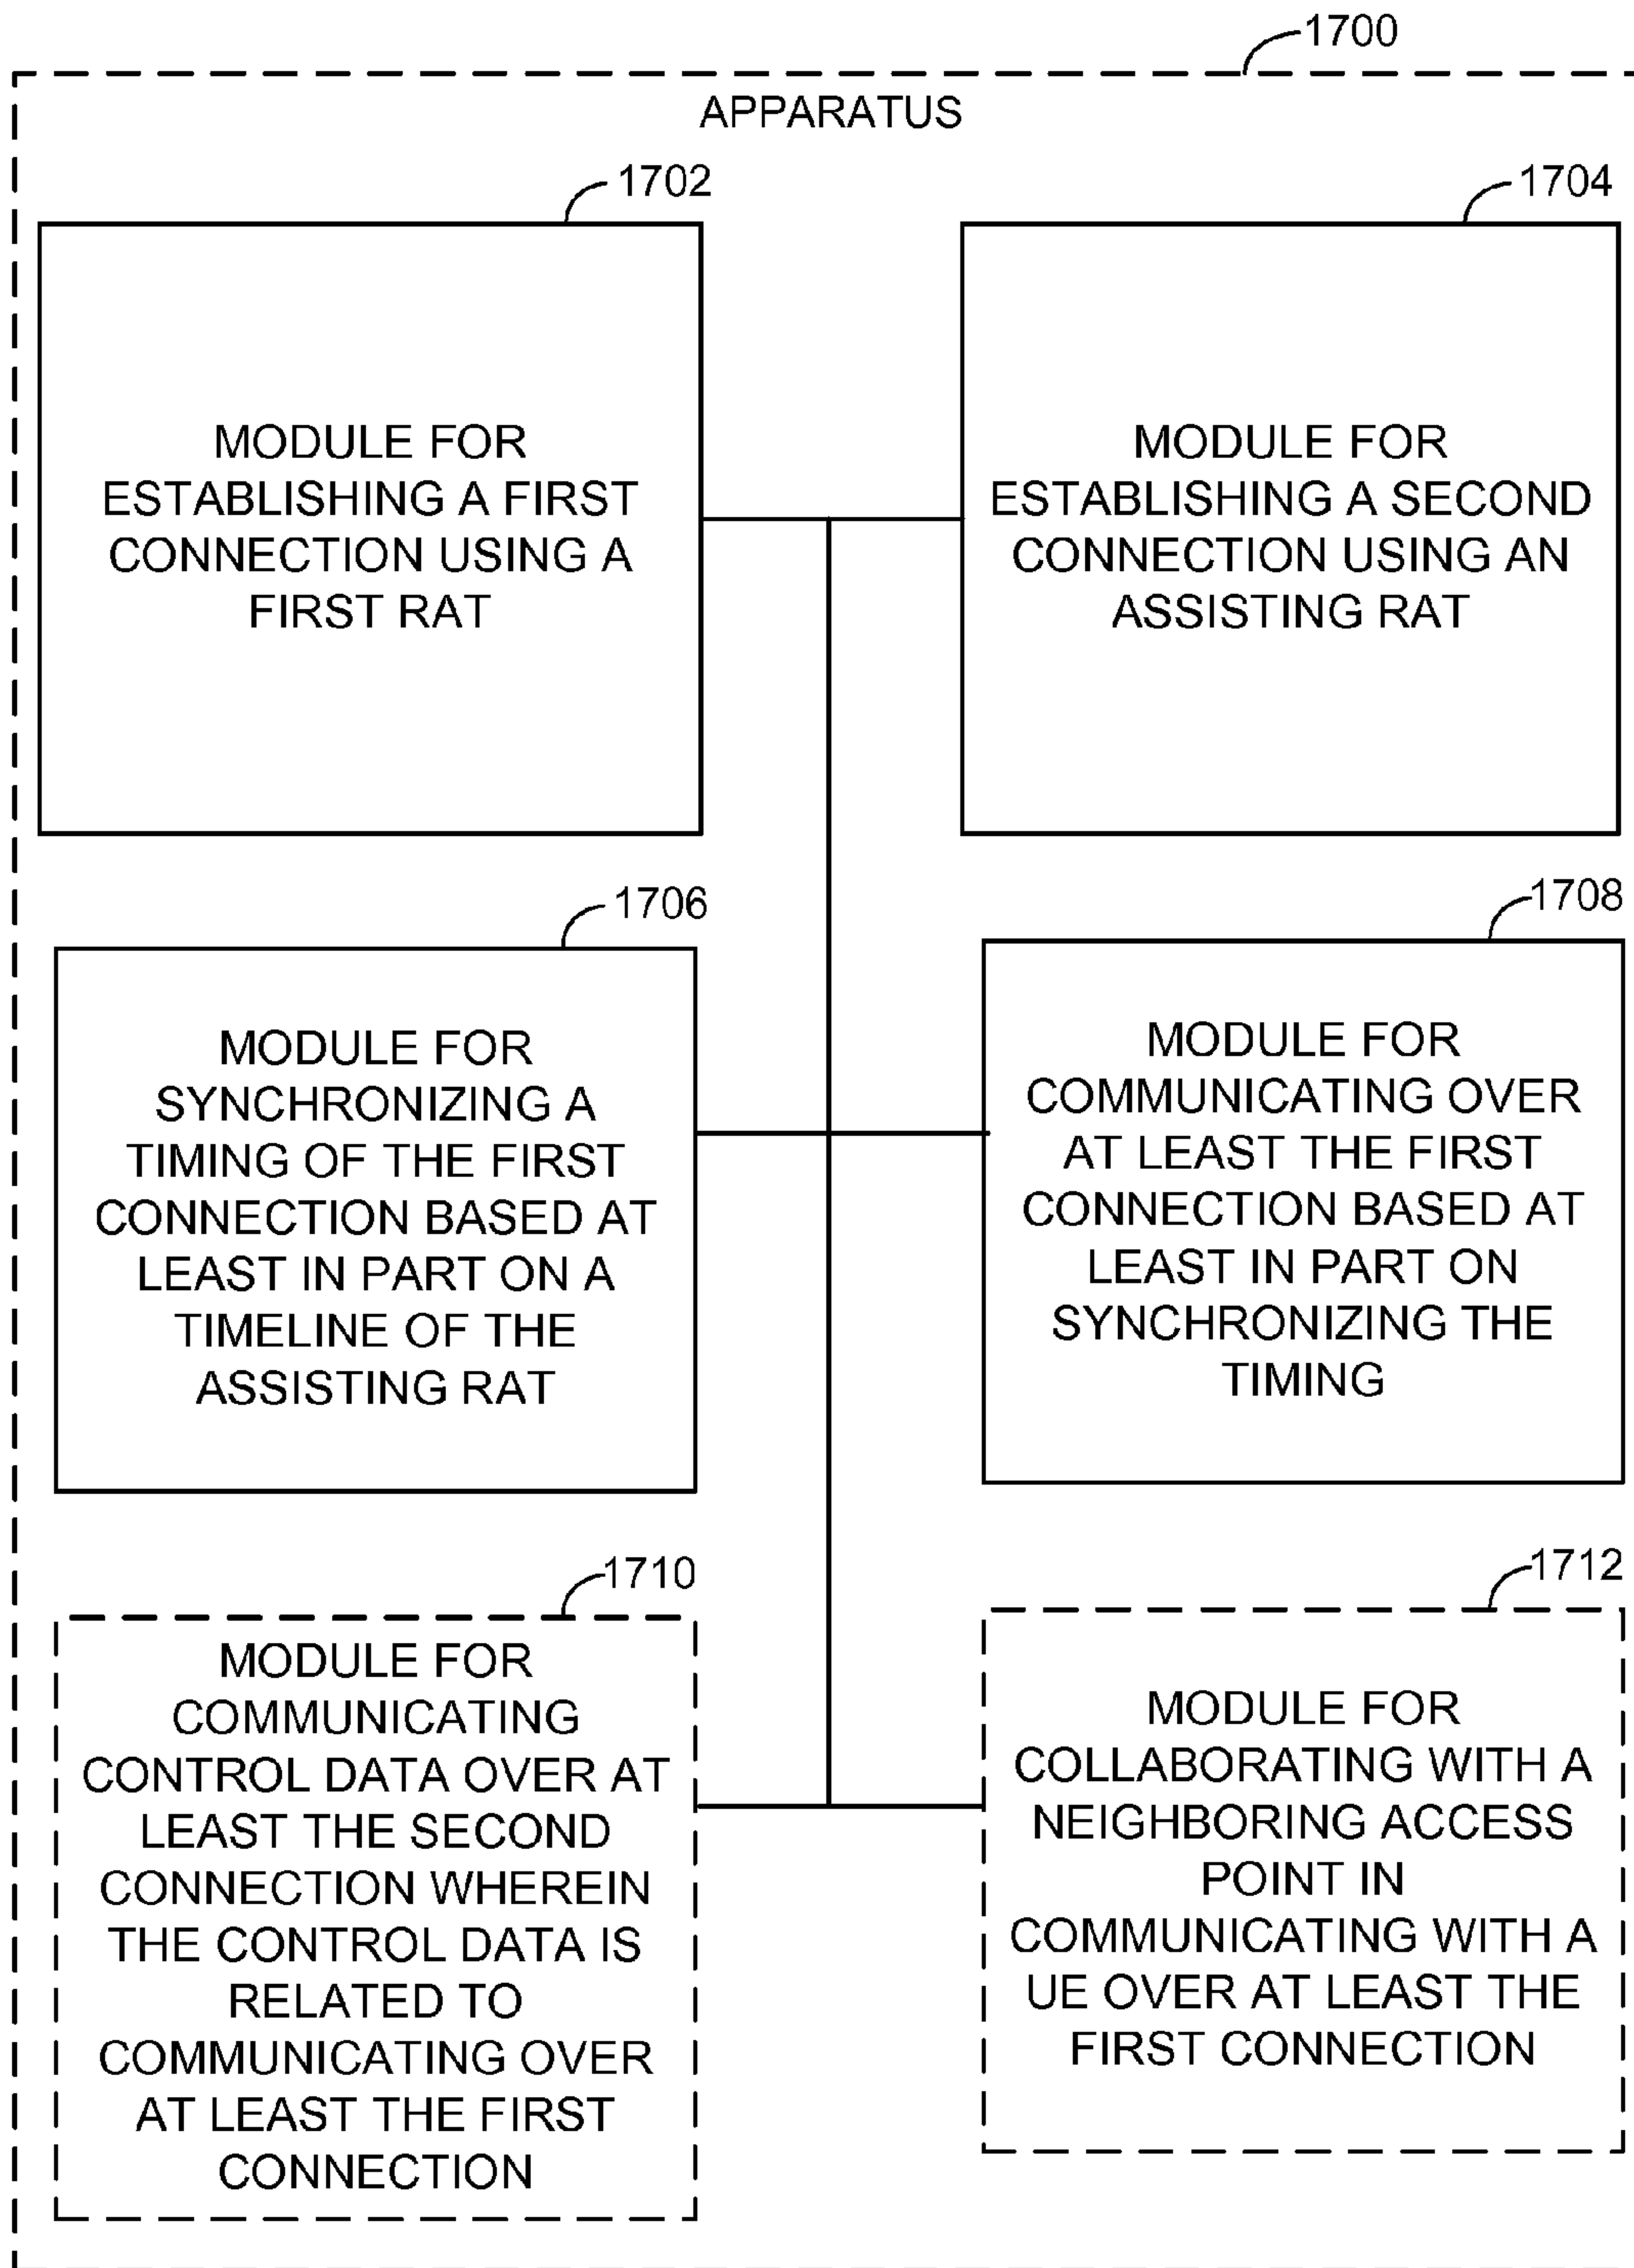 1700
APPARATUS
1702
MODULE FOR
ESTABLISHING A FIRST
CONNECTION USING A
FIRST RAT
1704
MODULE FOR
ESTABLISHING A SECOND
CONNECTION USING AN
ASSISTING RAT
1706
MODULE FOR
SYNCHRONIZING A
TIMING OF THE FIRST
CONNECTION BASED AT
LEAST IN PART ON A
TIMELINE OF THE
ASSISTING RAT
1708
MODULE FOR
COMMUNICATING OVER
AT LEAST THE FIRST
CONNECTION BASED AT
LEAST IN PART ON
SYNCHRONIZING THE
TIMING
1710
MODULE FOR
COMMUNICATING
CONTROL DATA OVER AT
LEAST THE SECOND
CONNECTION WHEREIN
THE CONTROL DATA IS
RELATED TO
COMMUNICATING OVER
AT LEAST THE FIRST
CONNECTION
1712
MODULE FOR
COLLABORATING WITH A
NEIGHBORING ACCESS
POINT IN
COMMUNICATING WITH A
UE OVER AT LEAST THE
FIRST CONNECTION